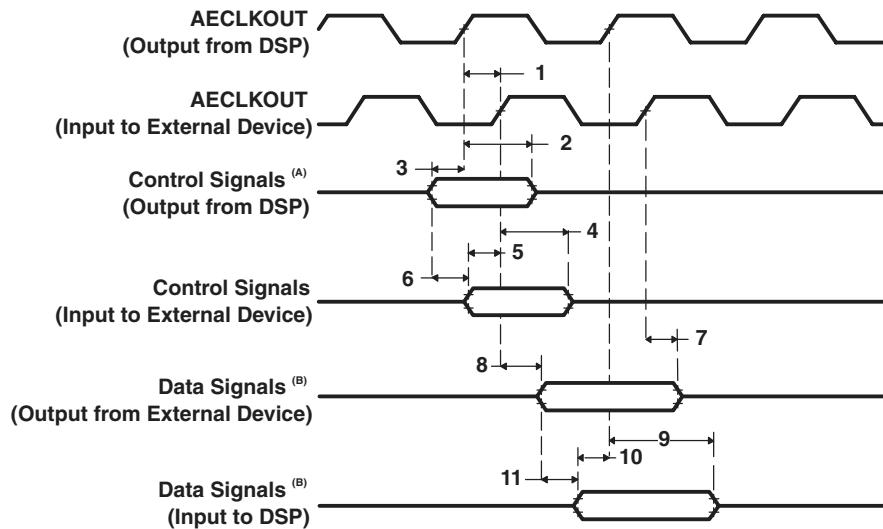 AECLKOUT
(Output from DSP)
1
AECLKOUT
(Input to External Device)
2
3
Control Signals (A)
(Output from DSP)
4
5
6
Control Signals
(Input to External Device)
7
8
Data Signals (B)
(Output from External Device)
9
10
11
Data Signals (B)
(Input to DSP)